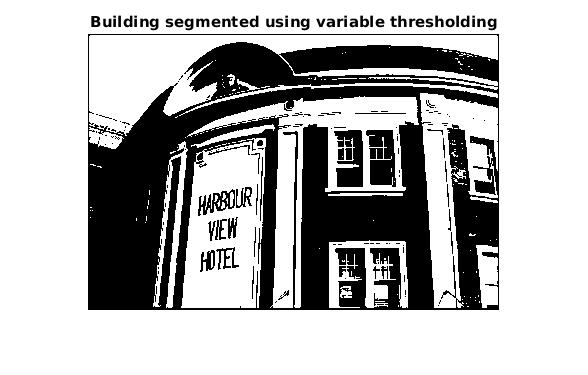 Building segmented using variable thresholding
HARBOUR
VIEW
HOTEL